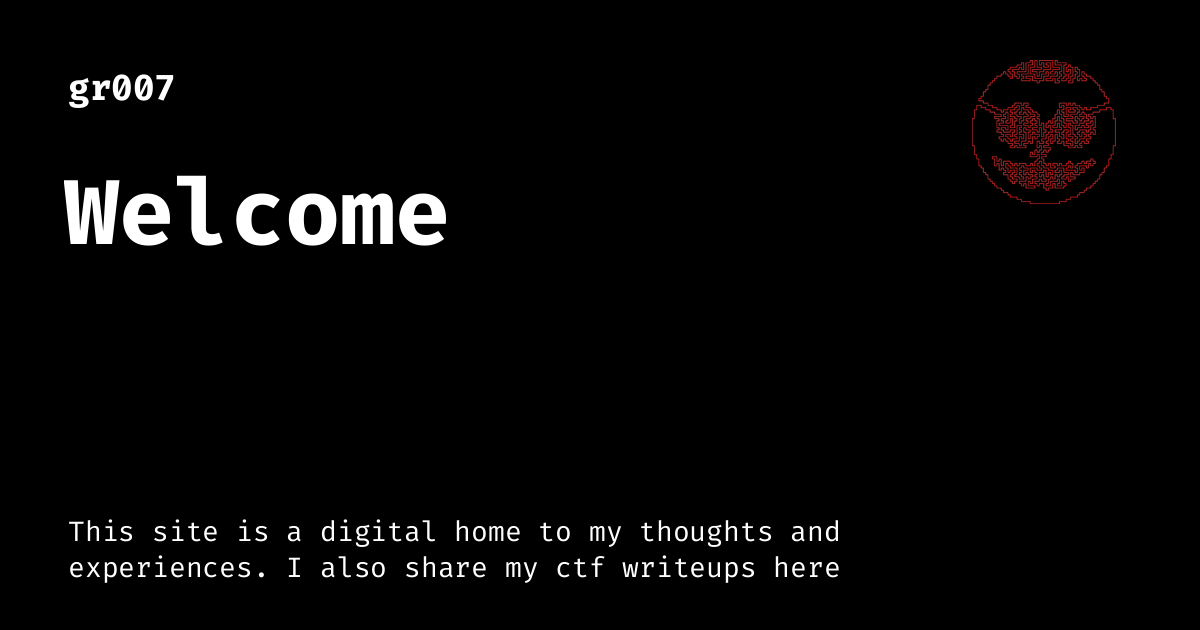 gr007
Welcome
This site is a digital home to my thoughts and
experiences. I also share my ctf writeups here